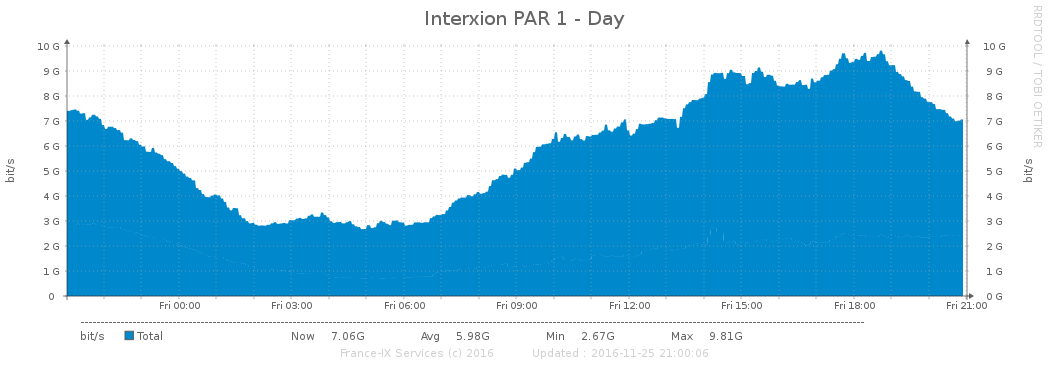 Interxion PAR 1 - Day
RRDTOOL / TOBI OETIKER
bit/s
10 G 10 G
9 G 9 G
8 G 8 G
7 G 7 G
6 G 6 G
5 G 5 G
4 G 4 G
3 G 3 G
2 G 2 G
1 G 1 G
0 0 G
bit/s
Fri 00:00 Fri 03:00 Fri 06:00 Fri 09:00 Fri 12:00 Fri 15:00 Fri 18:00 Fri 21:00
bit/s Total Now 7.06G Avg 5.98G Min 2.67G Max 9.81G
France-IX Services (c) 2016 Updated : 2016-11-25 21:00:06